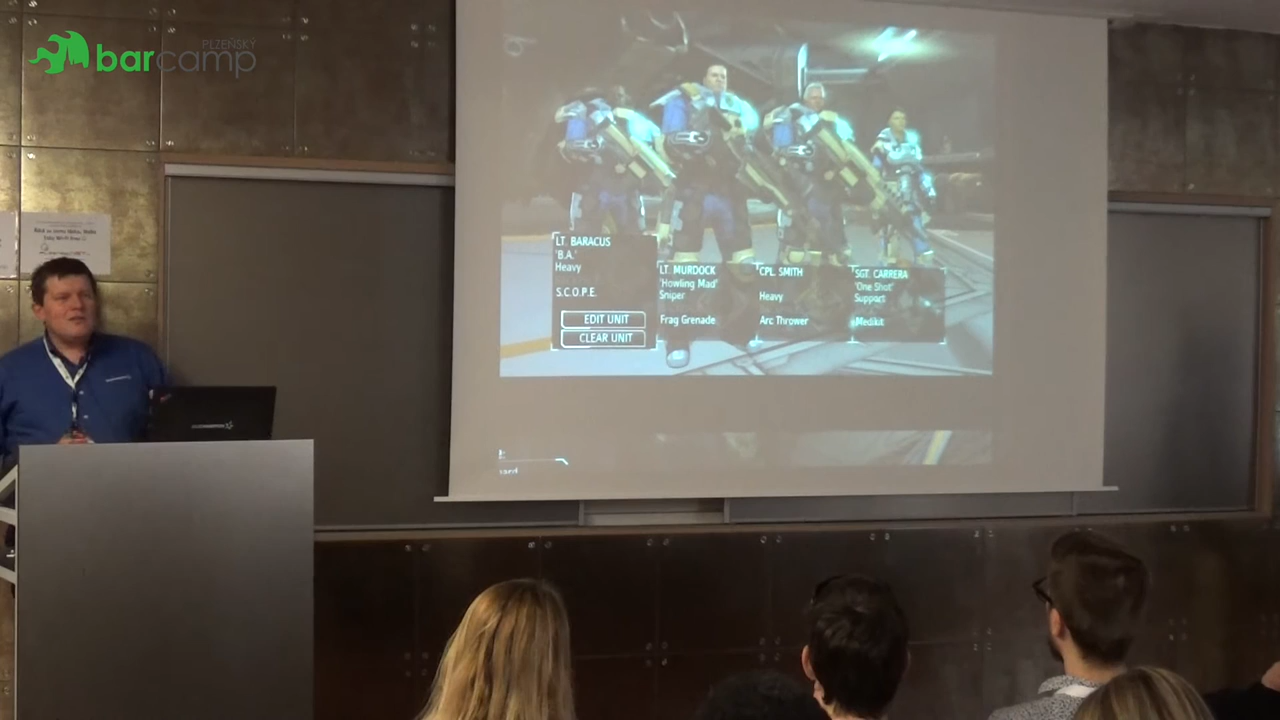 PLZEŇSKÝ
barcamp
LT. BARACUS
'B.A.'
Heavy
S.C.O.P.E.
EDIT UNIT
CLEAR UNIT
LT. MURDOCK
'Howling Mad'
Sniper
Frag Grenade
CPL. SMITH
Heavy
Arc Thrower
SGT. CARRERA
'One Shot'
Support
Medikit